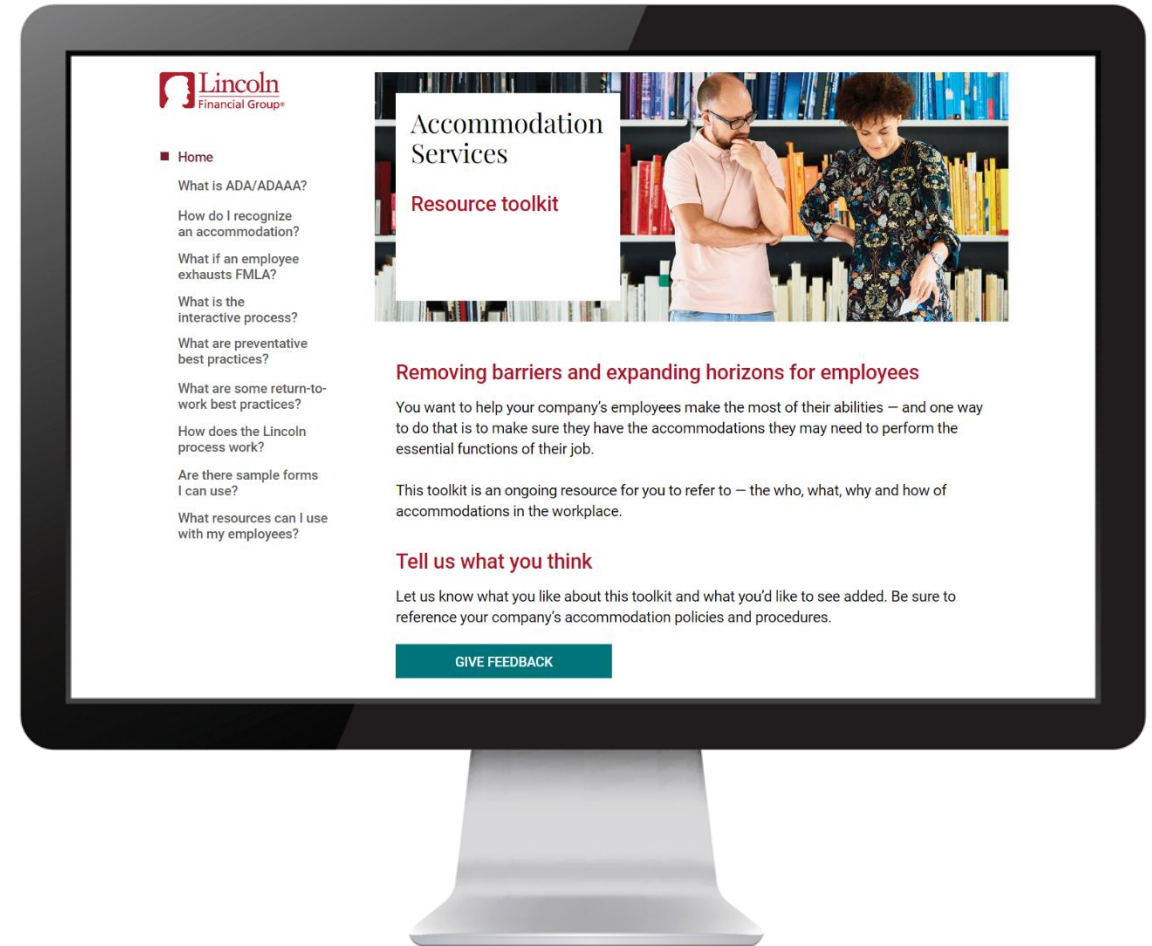 Lincoln
Financial Group®
Home
What is ADA/ADAAA?
How do I recognize
an accommodation?
What if an employee
exhausts FMLA?
What is the
interactive process?
What are preventative
best practices?
What are some return-to-
work best practices?
How does the Lincoln
process work?
Are there sample forms
I can use?
What resources can I use
with my employees?
Accommodation
Services
Resource toolkit
Removing barriers and expanding horizons for employees
You want to help your company’s employees make the most of their abilities — and one way
to do that is to make sure they have the accommodations they may need to perform the
essential functions of their job.
This toolkit is an ongoing resource for you to refer to — the who, what, why and how of
accommodations in the workplace.
Tell us what you think
Let us know what you like about this toolkit and what you’d like to see added. Be sure to
reference your company’s accommodation policies and procedures.
GIVE FEEDBACK